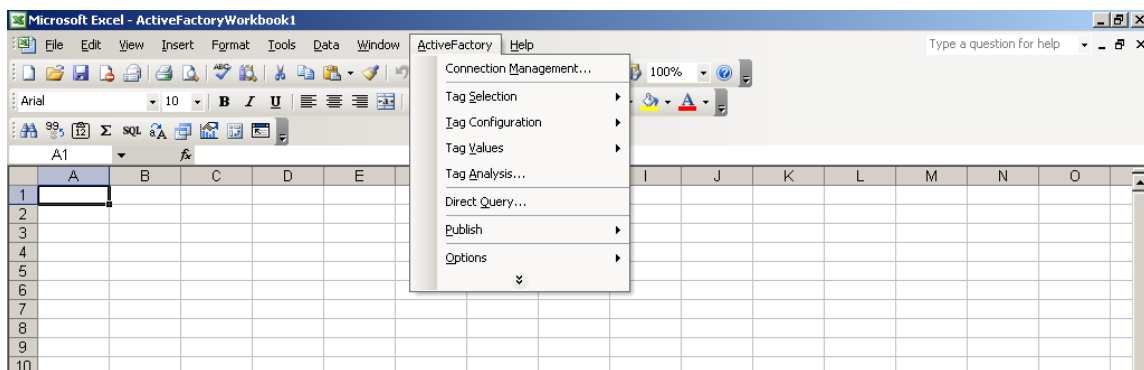 Microsoft Excel - ActiveFactoryWorkbook1
File Edit View Insert Format Tools Data Window ActiveFactory Help Type a question for help
Connection Management... 100%
Arial 10 B I U A
Tag Selection
Tag Configuration
SQL
Tag Values
A1 fx
Tag Analysis...
A B C D E I J K L M N O
Direct Query...
Publish
Options
1
2
3
4
5
6
7
8
9
10